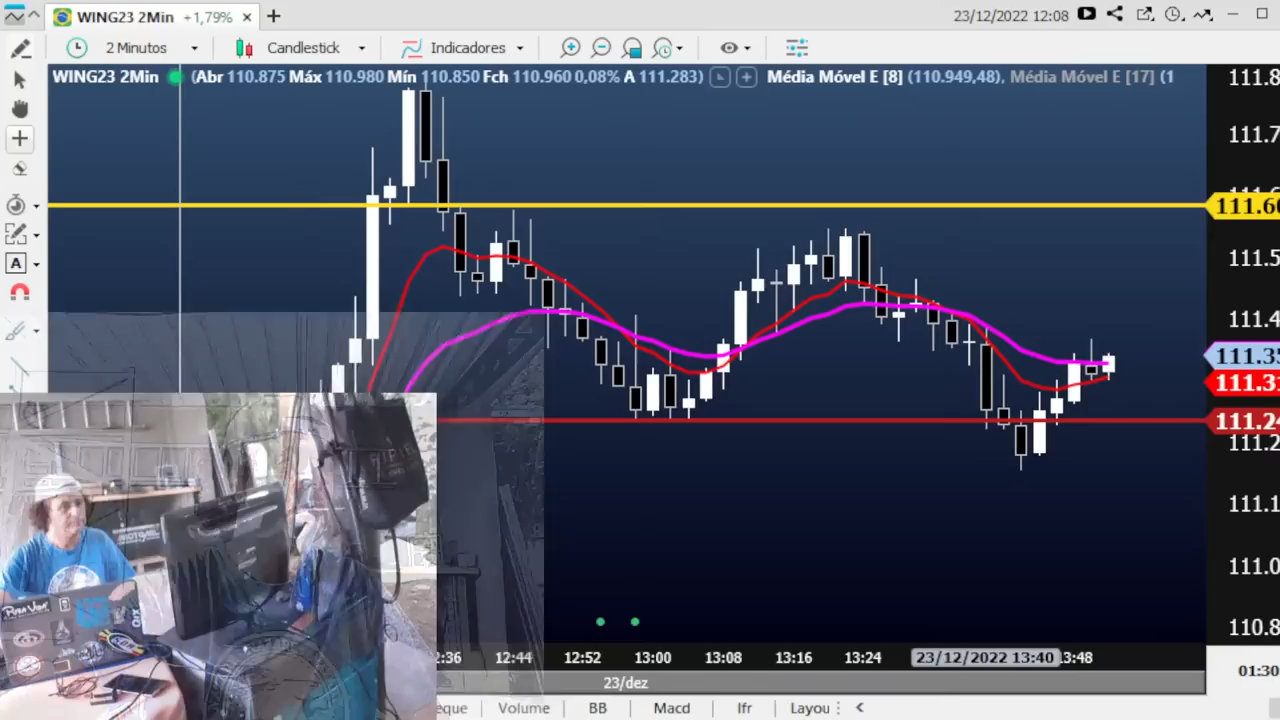 WING23 2Min +1,79% × +
23/12/2022 12:08
2 Minutos Candlestick Indicadores
WING23 2Min (Abr 110.875 Máx 110.980 Mín 110.850 Fch 110.960 0,08% A 111.283) Média Móvel E [8] (110.949,48), Média Móvel E [17] (1
111.8
111.7
111.60
111.5
111.4
A
111.35
111.31
111.24
111.2
111.1
111.0
110.8
2:36 12:44 12:52 13:00 13:08 13:16 13:24 23/12/2022 13:40 13:48
01:30
23/dez
eque Volume BB Macd Ifr Layou <